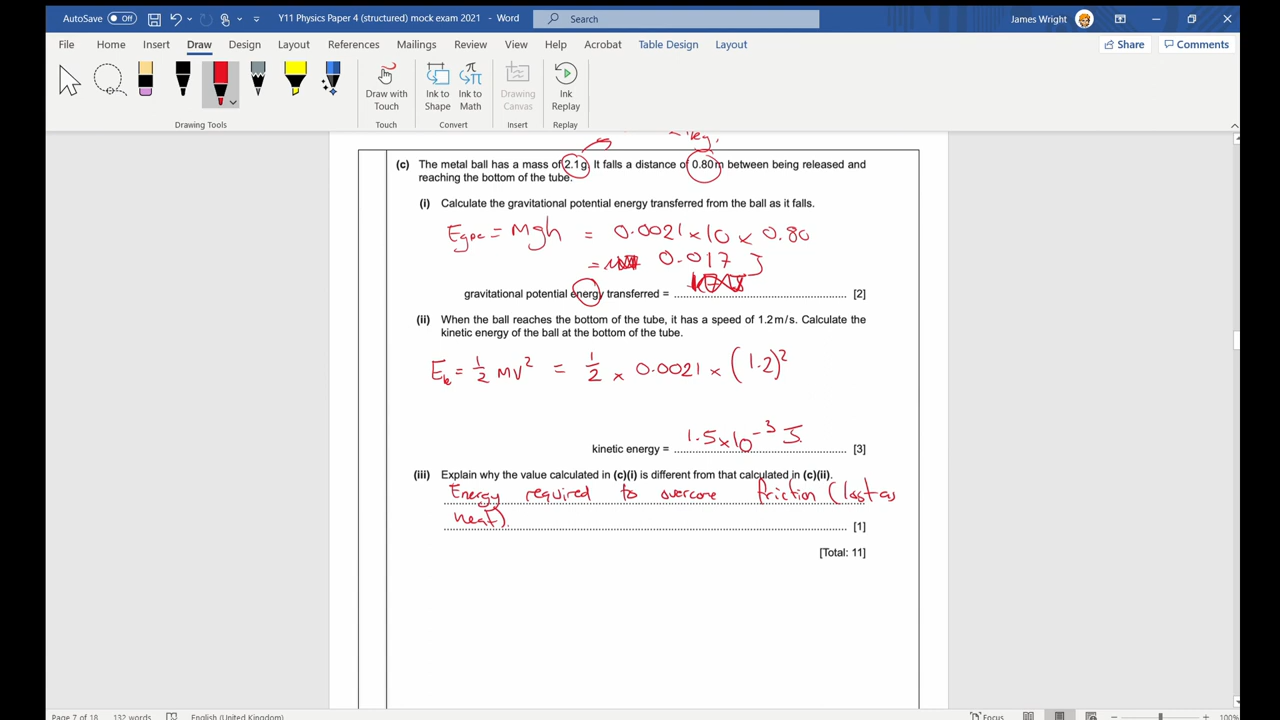 AutoSave Off Y11 Physics Paper 4 (structured) mock exam 2021 - Word Search James Wright
File Home Insert Draw Design Layout References Mailings Review View Help Acrobat Table Design Layout Share Comments
Draw with Touch Ink to Shape Ink to Math Drawing Canvas Ink Replay
Drawing Tools Touch Convert Insert Replay
(c) The metal ball has a mass of 2.1g. It falls a distance of 0.80m between being released and
reaching the bottom of the tube.
(i) Calculate the gravitational potential energy transferred from the ball as it falls.
Egpe = Mgh = 0.0021 × 10 × 0.80
= 0.017 J
gravitational potential energy transferred = [2]
(ii) When the ball reaches the bottom of the tube, it has a speed of 1.2m/s. Calculate the
kinetic energy of the ball at the bottom of the tube.
Ek = 1/2 MV² = 1/2 × 0.0021 × (1.2)²
1.5×10⁻³ J.
kinetic energy = [3]
(iii) Explain why the value calculated in (c)(i) is different from that calculated in (c)(ii).
Energy required to overcome friction (lost as
heat). [1]
[Total: 11]
Page 7 of 18 132 words English (United Kingdom) Focus 100%